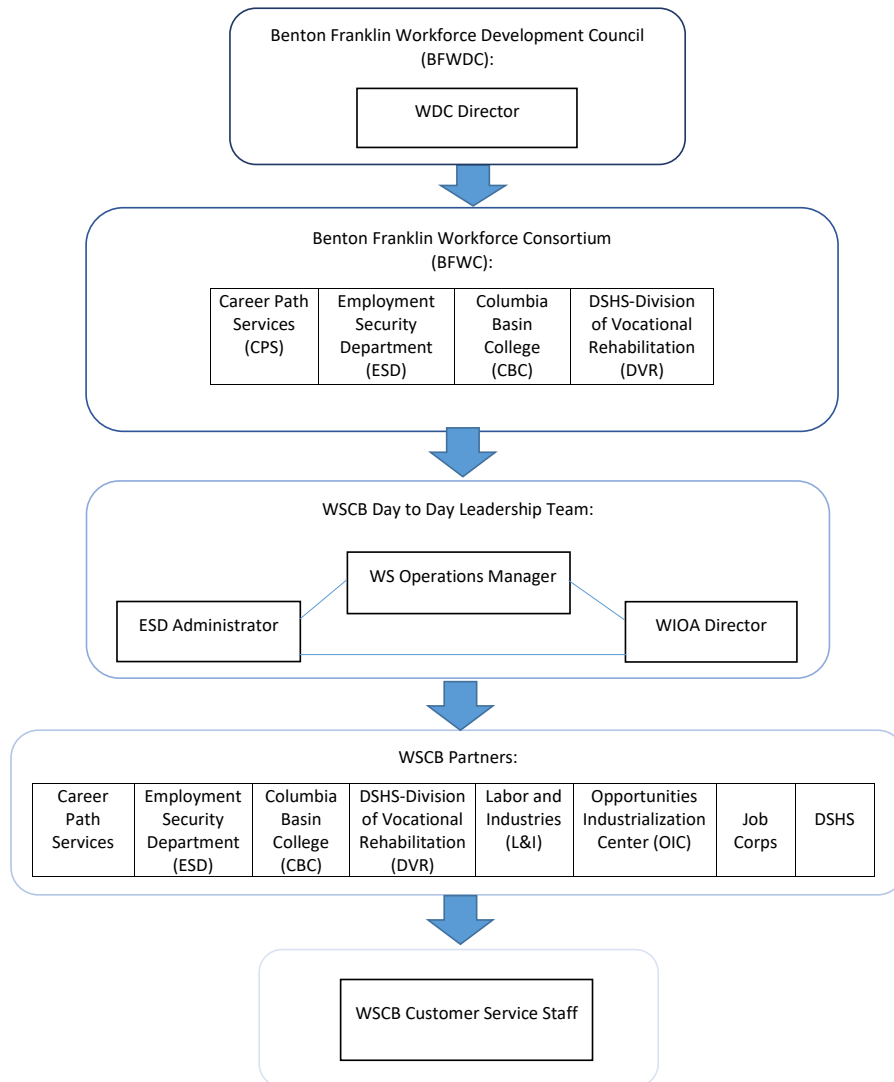 Benton Franklin Workforce Development Council
(BFWDC):
WDC Director
Benton Franklin Workforce Consortium
(BFWC):
Career Path
Services
(CPS)
Employment
Security
Department
(ESD)
Columbia
Basin
College
(CBC)
DSHS-Division
of Vocational
Rehabilitation
(DVR)
WSCB Day to Day Leadership Team:
WS Operations Manager
ESD Administrator
WIOA Director
WSCB Partners:
Career
Path
Services
Employment
Security
Department
(ESD)
Columbia
Basin
College
(CBC)
DSHS-Division
of Vocational
Rehabilitation
(DVR)
Labor and
Industries
(L&I)
Opportunities
Industrialization
Center (OIC)
Job
Corps
DSHS
WSCB Customer Service Staff